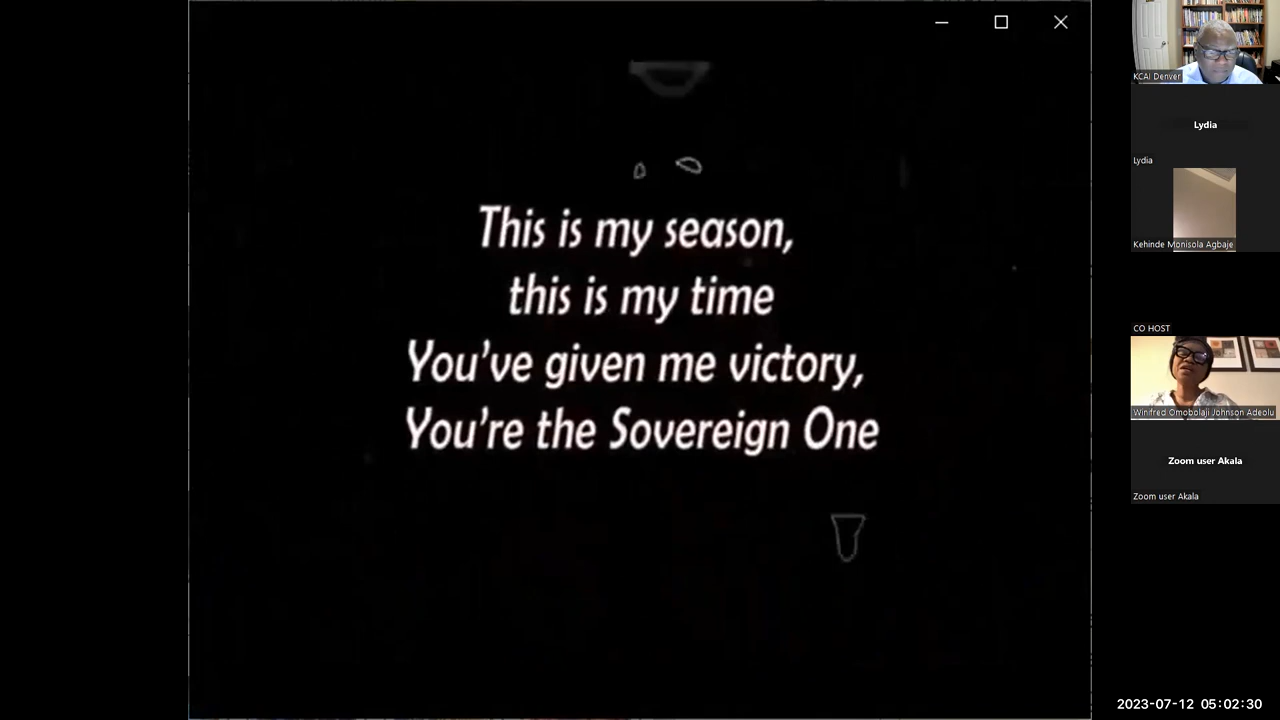 This is my season,
this is my time
You've given me victory,
You're the Sovereign One
KCAI Denver
Lydia
Lydia
Kehinde Monisola Agbaje
CO HOST
Winifred Omobolaji Johnson Adeolu
Zoom user Akala
Zoom user Akala
2023-07-12 05:02:30